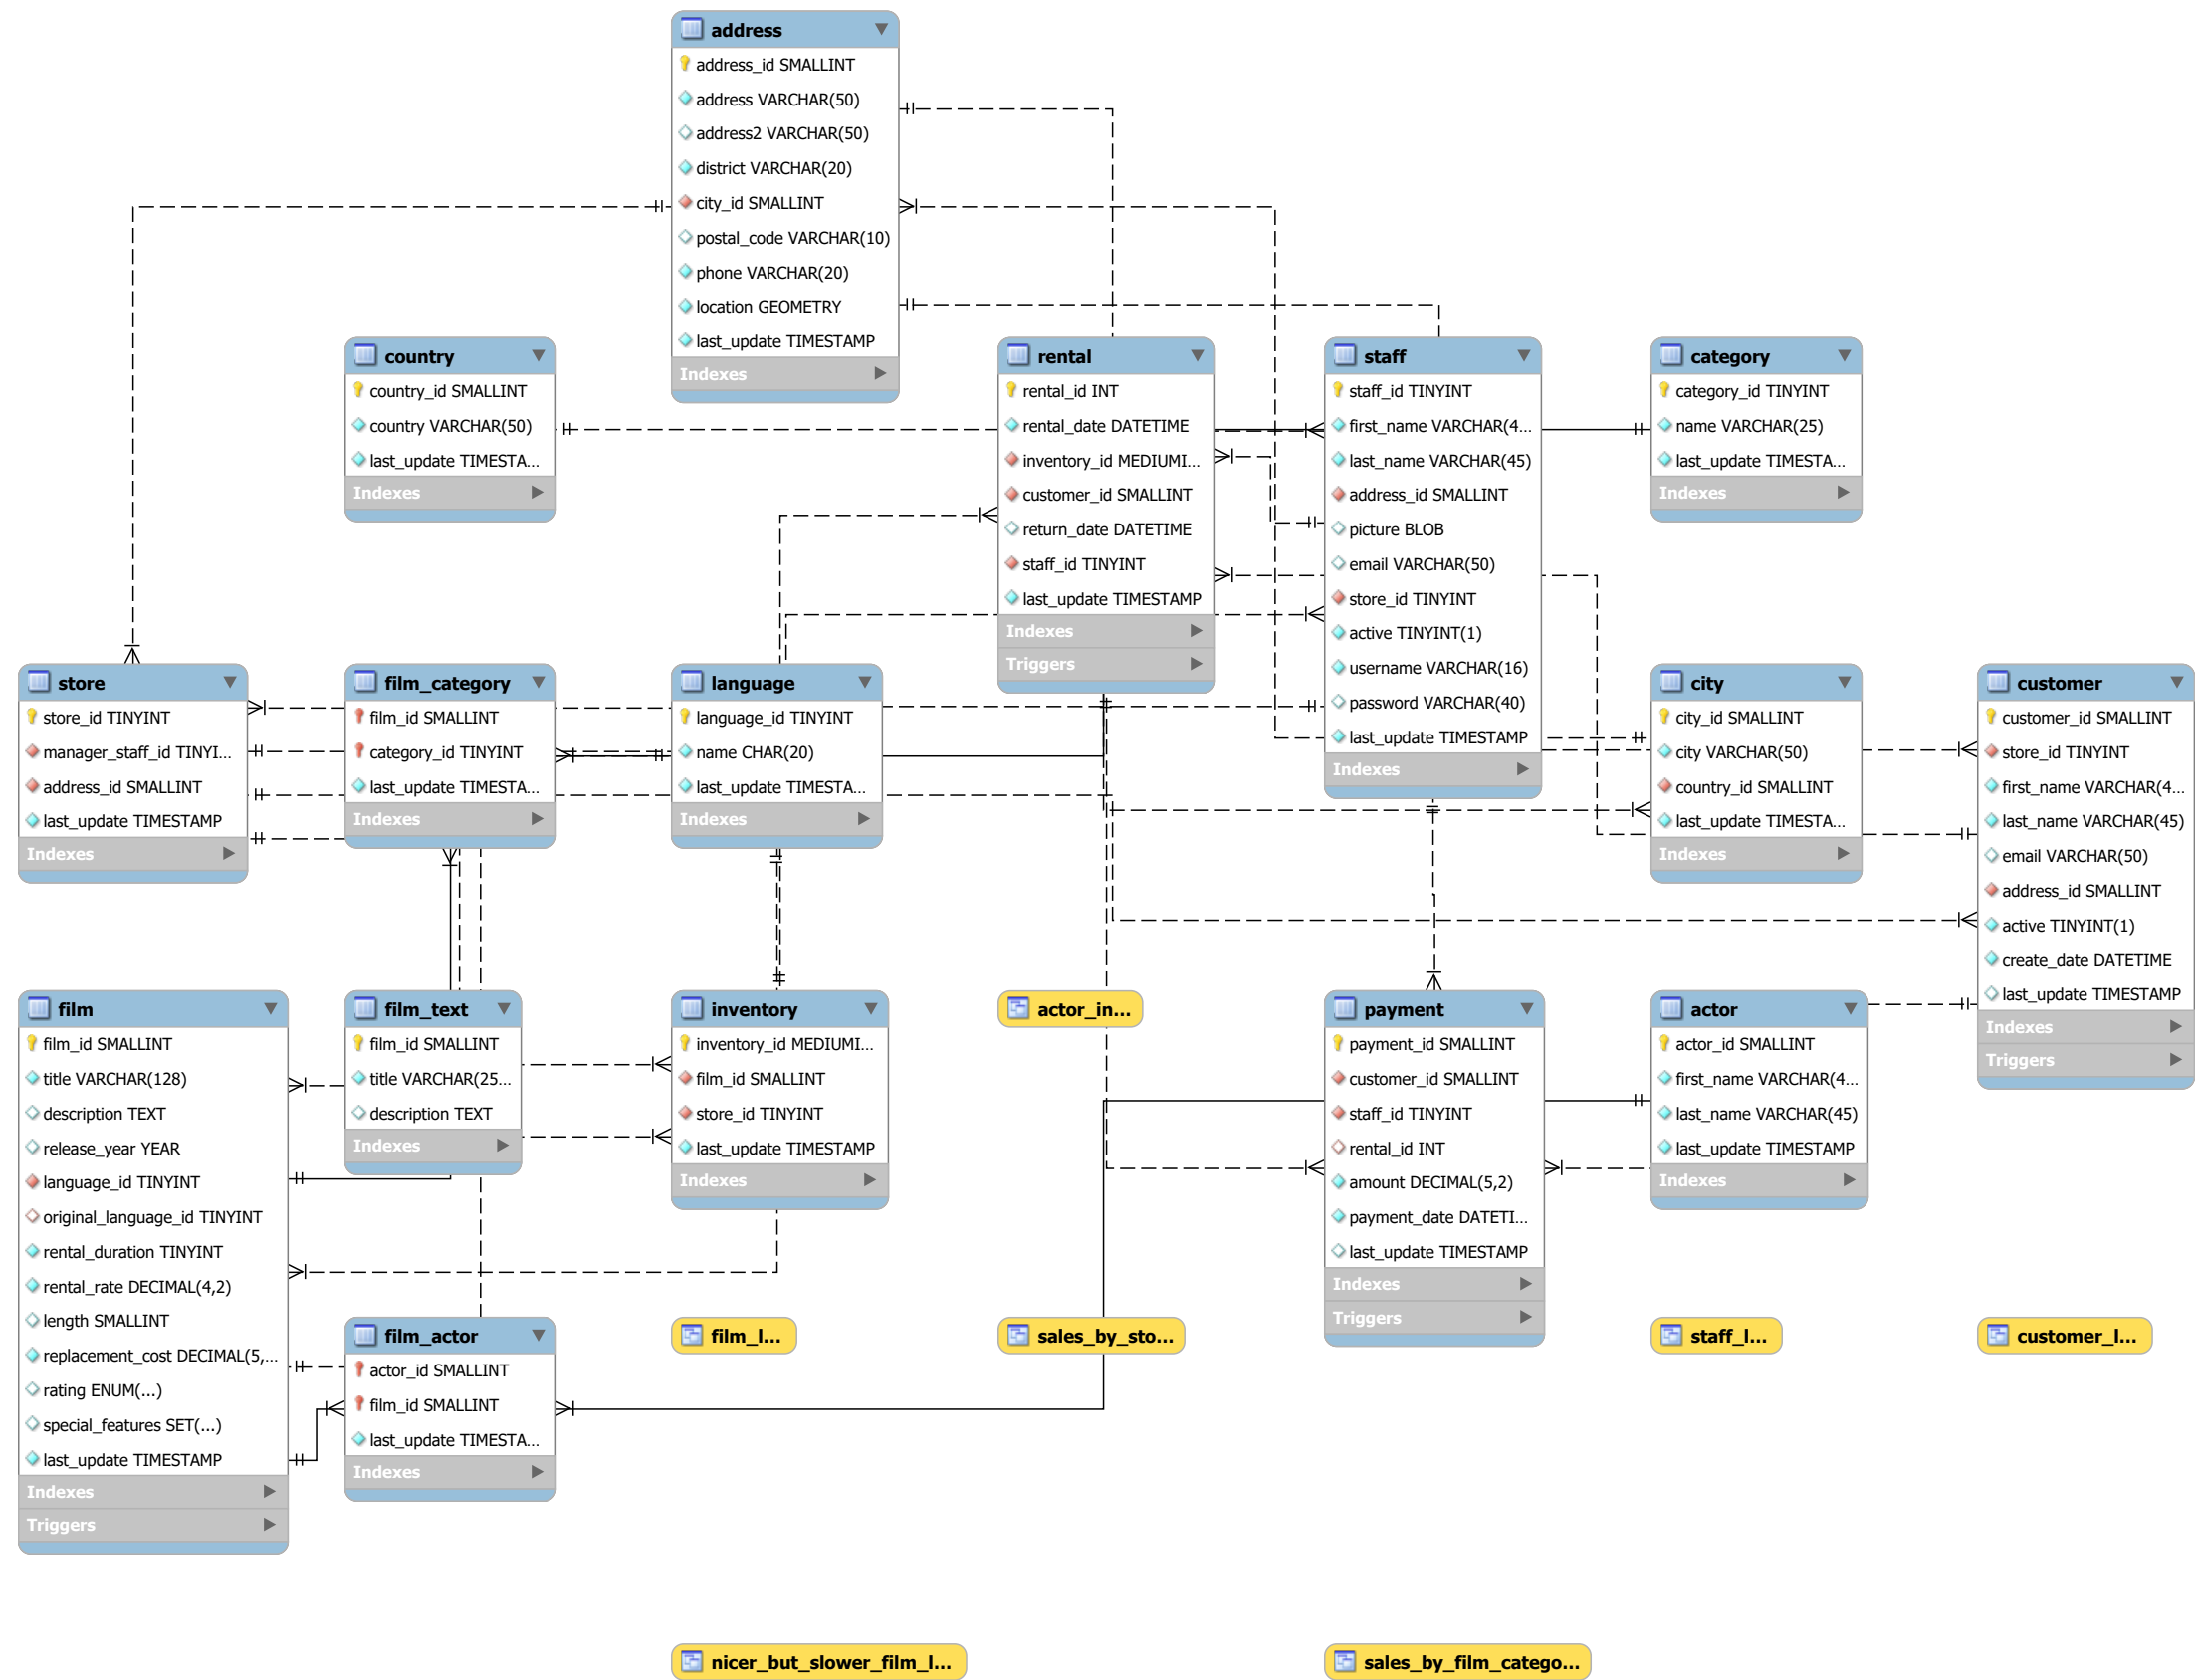 address
address_id SMALLINT
address VARCHAR(50)
address2 VARCHAR(50)
district VARCHAR(20)
city_id SMALLINT
postal_code VARCHAR(10)
phone VARCHAR(20)
location GEOMETRY
last_update TIMESTAMP
Indexes
country
country_id SMALLINT
country VARCHAR(50)
last_update TIMESTA...
Indexes
rental
rental_id INT
rental_date DATETIME
inventory_id MEDIUMI...
customer_id SMALLINT
return_date DATETIME
staff_id TINYINT
last_update TIMESTAMP
Indexes
Triggers
staff
staff_id TINYINT
first_name VARCHAR(4...
last_name VARCHAR(45)
address_id SMALLINT
picture BLOB
email VARCHAR(50)
store_id TINYINT
active TINYINT(1)
username VARCHAR(16)
password VARCHAR(40)
last_update TIMESTAMP
Indexes
category
category_id TINYINT
name VARCHAR(25)
last_update TIMESTA...
Indexes
store
store_id TINYINT
manager_staff_id TINYI...
address_id SMALLINT
last_update TIMESTAMP
Indexes
film_category
film_id SMALLINT
category_id TINYINT
last_update TIMESTA...
Indexes
language
language_id TINYINT
name CHAR(20)
last_update TIMESTA...
Indexes
city
city_id SMALLINT
city VARCHAR(50)
country_id SMALLINT
last_update TIMESTA...
Indexes
customer
customer_id SMALLINT
store_id TINYINT
first_name VARCHAR(4...
last_name VARCHAR(45)
email VARCHAR(50)
address_id SMALLINT
active TINYINT(1)
create_date DATETIME
last_update TIMESTAMP
Indexes
Triggers
film
film_id SMALLINT
title VARCHAR(128)
description TEXT
release_year YEAR
language_id TINYINT
original_language_id TINYINT
rental_duration TINYINT
rental_rate DECIMAL(4,2)
length SMALLINT
replacement_cost DECIMAL(5,...
rating ENUM(...)
special_features SET(...)
last_update TIMESTAMP
Indexes
Triggers
film_text
film_id SMALLINT
title VARCHAR(25...
description TEXT
Indexes
inventory
inventory_id MEDIUMI...
film_id SMALLINT
store_id TINYINT
last_update TIMESTAMP
Indexes
actor_in...
payment
payment_id SMALLINT
customer_id SMALLINT
staff_id TINYINT
rental_id INT
amount DECIMAL(5,2)
payment_date DATETI...
last_update TIMESTAMP
Indexes
Triggers
actor
actor_id SMALLINT
first_name VARCHAR(4...
last_name VARCHAR(45)
last_update TIMESTAMP
Indexes
film_actor
actor_id SMALLINT
film_id SMALLINT
last_update TIMESTA...
Indexes
film_l...
sales_by_sto...
staff_l...
customer_l...
nicer_but_slower_film_l...
sales_by_film_catego...